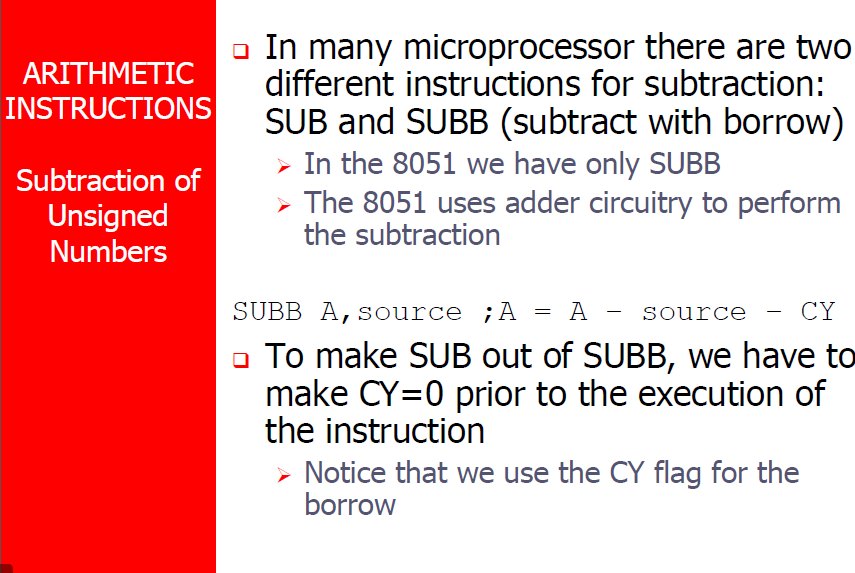 ARITHMETIC
INSTRUCTIONS
Subtraction of
Unsigned
Numbers
In many microprocessor there are two
different instructions for subtraction:
SUB and SUBB (subtract with borrow)
In the 8051 we have only SUBB
The 8051 uses adder circuitry to perform
the subtraction
SUBB A,source ;A = A – source – CY
To make SUB out of SUBB, we have to
make CY=0 prior to the execution of
the instruction
Notice that we use the CY flag for the
borrow